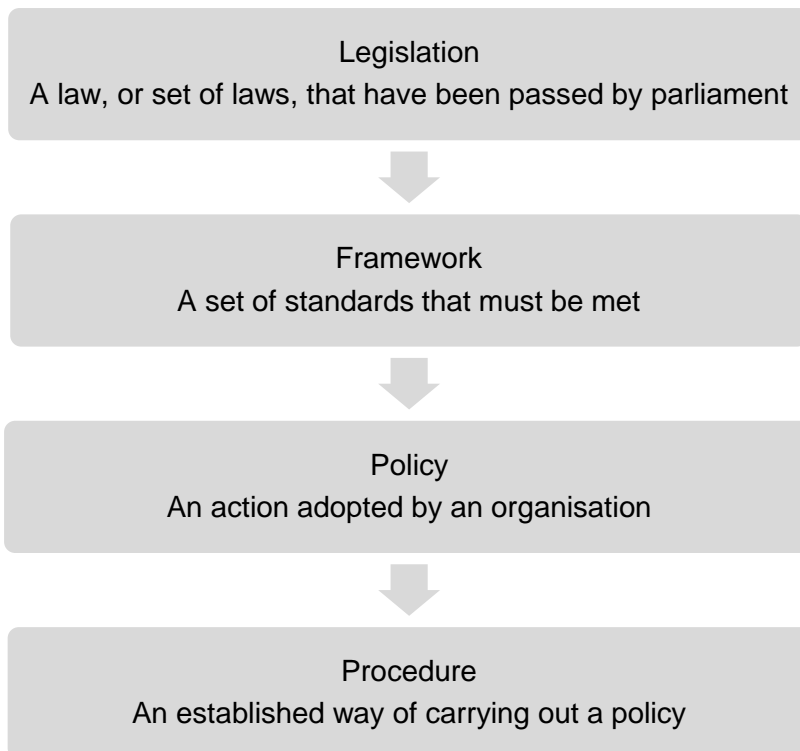 Legislation
A law, or set of laws, that have been passed by parliament
Framework
A set of standards that must be met
Policy
An action adopted by an organisation
Procedure
An established way of carrying out a policy